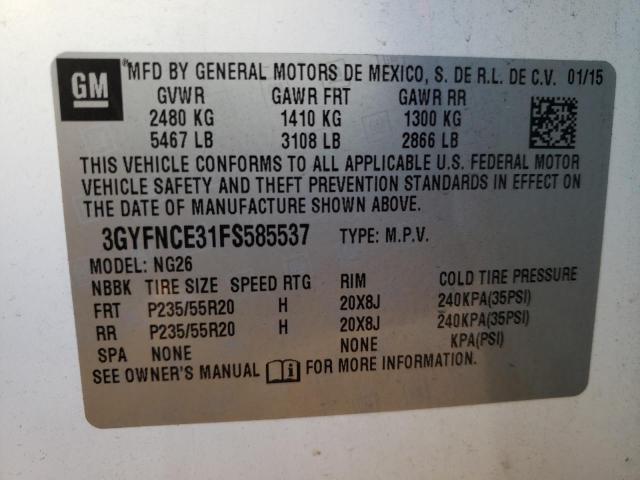 GM
® MFD BY GENERAL MOTORS DE MEXICO, S. DE R.L. DE C.V. 01/15
GVWR GAWR FRT GAWR RR
2480 KG 1410 KG 1300 KG
5467 LB 3108 LB 2866 LB
THIS VEHICLE CONFORMS TO ALL APPLICABLE U.S. FEDERAL MOTOR
VEHICLE SAFETY AND THEFT PREVENTION STANDARDS IN EFFECT ON
THE DATE OF MANUFACTURE SHOWN ABOVE.
3GYFNCE31FS585537 TYPE: M.P.V.
MODEL: NG26
NBBK TIRE SIZE SPEED RTG RIM COLD TIRE PRESSURE
FRT P235/55R20 H 20X8J 240KPA(35PSI)
RR P235/55R20 H 20X8J 240KPA(35PSI)
SPA NONE NONE KPA(PSI)
SEE OWNER'S MANUAL i FOR MORE INFORMATION.